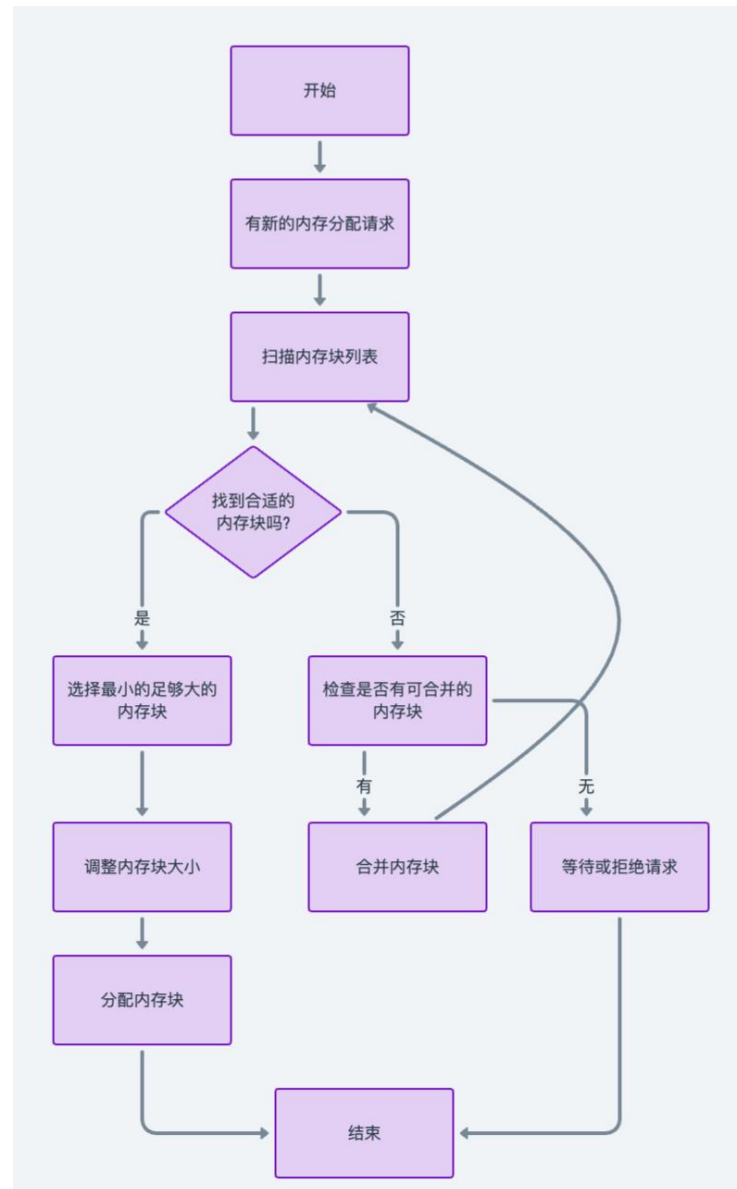 开始
有新的内存分配请求
扫描内存块列表
找到合适的
内存块吗?
是
否
选择最小的足够大的
内存块
检查是否有可合并的
内存块
有
无
调整内存块大小
合并内存块
等待或拒绝请求
分配内存块
结束